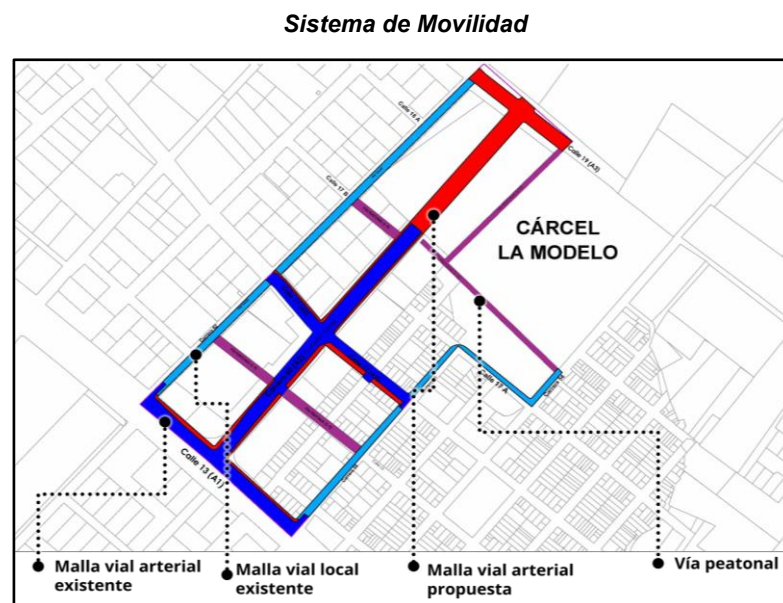 Sistema de Movilidad
Calle 18 A
Calle 17 B
Calle 19 (A3)
CÁRCEL
LA MODELO
Calle 17 A
Calle 13 (A1)
Malla vial arterial
existente
Malla vial local
existente
Malla vial arterial
propuesta
Vía peatonal